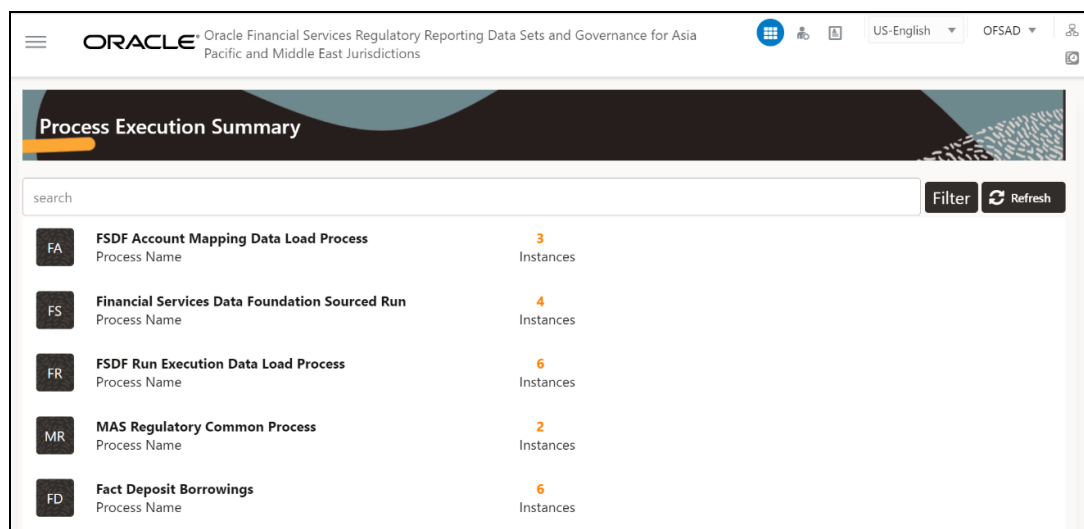 ORACLE® Oracle Financial Services Regulatory Reporting Data Sets and Governance for Asia
Pacific and Middle East Jurisdictions
US-English
OFSAD
Process Execution Summary
search
Filter
Refresh
FA
FSDF Account Mapping Data Load Process
Process Name
3
Instances
FS
Financial Services Data Foundation Sourced Run
Process Name
4
Instances
FR
FSDF Run Execution Data Load Process
Process Name
6
Instances
MR
MAS Regulatory Common Process
Process Name
2
Instances
FD
Fact Deposit Borrowings
Process Name
6
Instances